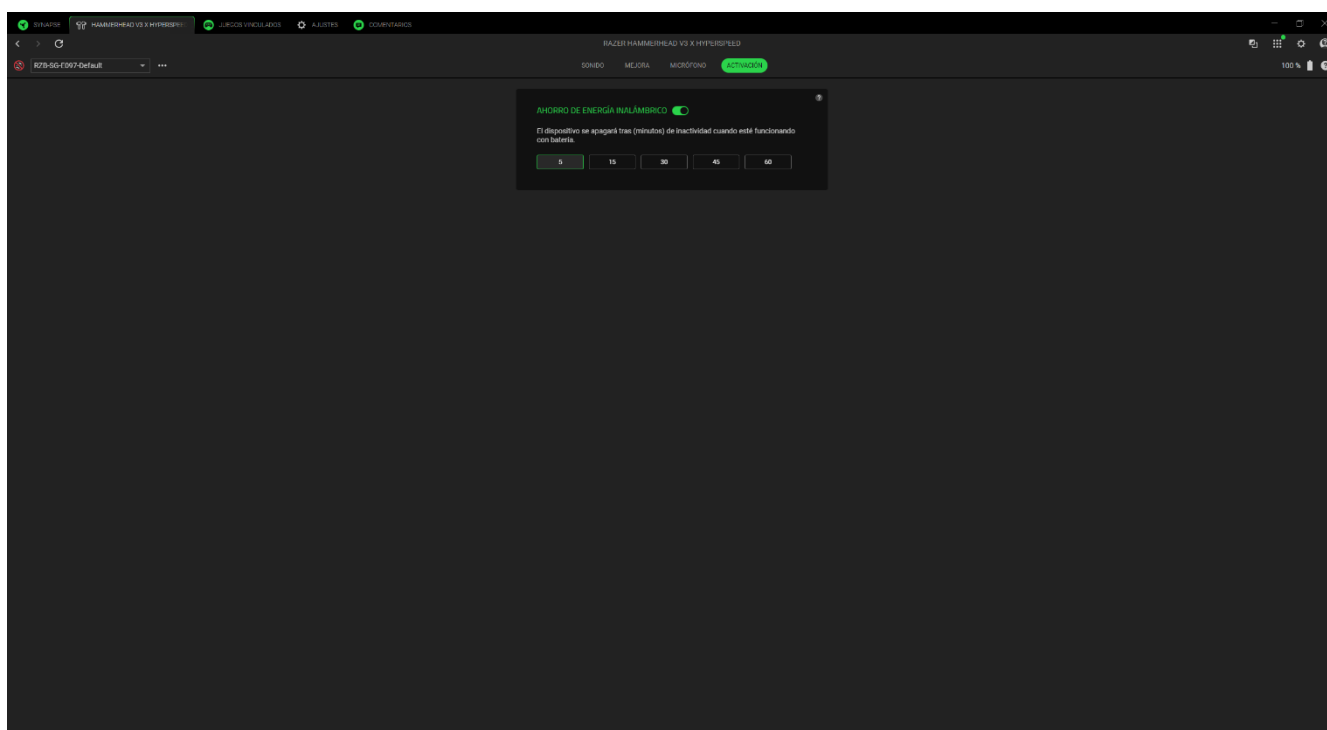 SYNAPSE HAMMERHEAD V3 X HYPERSPEE JUEGOS VINCULADOS AJUSTES COMENTARIOS
RAZER HAMMERHEAD V3 X HYPERSPEED
RZB-SG-E097-Default SONIDO MEJORA MICRÓFONO ACTIVACIÓN 100 %
AHORRO DE ENERGÍA INALÁMBRICO
El dispositivo se apagará tras (minutos) de inactividad cuando esté funcionando
con batería.
5 15 30 45 60